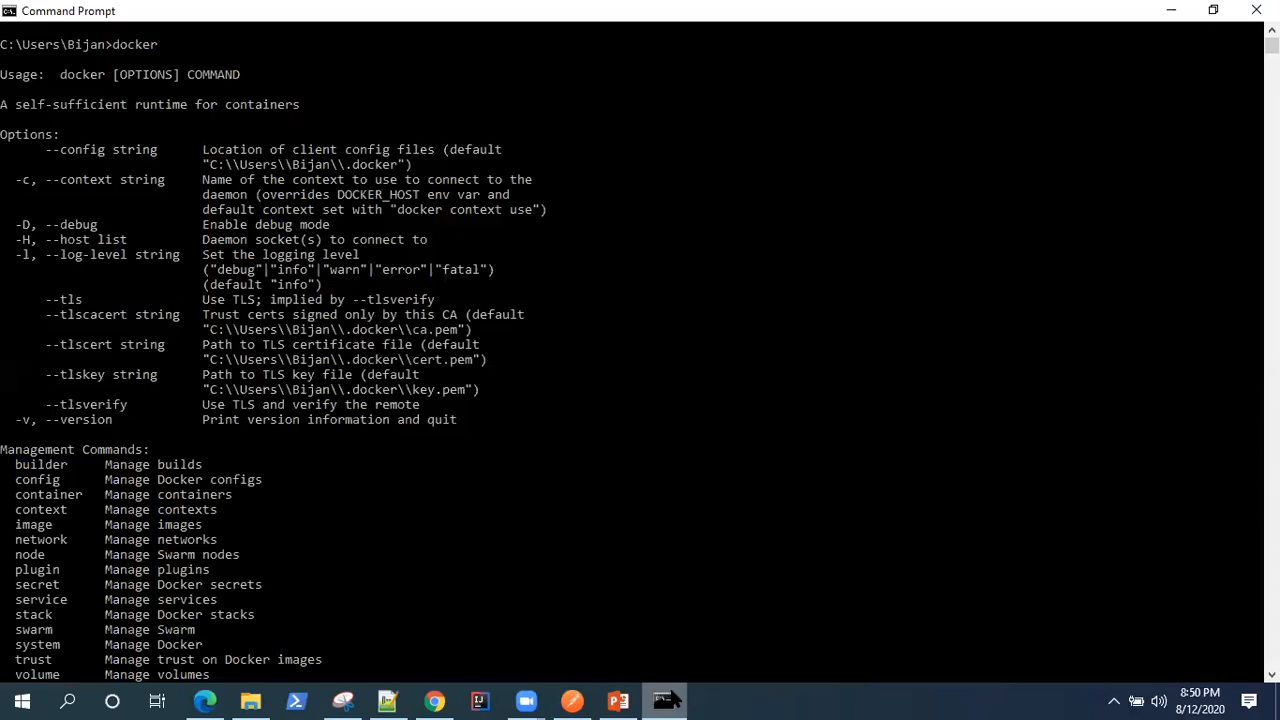 Command Prompt
C:\Users\Bijan>docker
Usage:  docker [OPTIONS] COMMAND
A self-sufficient runtime for containers
Options:
      --config string      Location of client config files (default
                           "C:\\Users\\Bijan\\.docker")
  -c, --context string     Name of the context to use to connect to the
                           daemon (overrides DOCKER_HOST env var and
                           default context set with "docker context use")
  -D, --debug              Enable debug mode
  -H, --host list          Daemon socket(s) to connect to
  -l, --log-level string   Set the logging level
                           ("debug"|"info"|"warn"|"error"|"fatal")
                           (default "info")
      --tls                Use TLS; implied by --tlsverify
      --tlscacert string   Trust certs signed only by this CA (default
                           "C:\\Users\\Bijan\\.docker\\ca.pem")
      --tlscert string     Path to TLS certificate file (default
                           "C:\\Users\\Bijan\\.docker\\cert.pem")
      --tlskey string      Path to TLS key file (default
                           "C:\\Users\\Bijan\\.docker\\key.pem")
      --tlsverify          Use TLS and verify the remote
  -v, --version            Print version information and quit
Management Commands:
  builder     Manage builds
  config      Manage Docker configs
  container   Manage containers
  context     Manage contexts
  image       Manage images
  network     Manage networks
  node        Manage Swarm nodes
  plugin      Manage plugins
  secret      Manage Docker secrets
  service     Manage services
  stack       Manage Docker stacks
  swarm       Manage Swarm
  system      Manage Docker
  trust       Manage trust on Docker images
  volume      Manage volumes
8:50 PM
8/12/2020